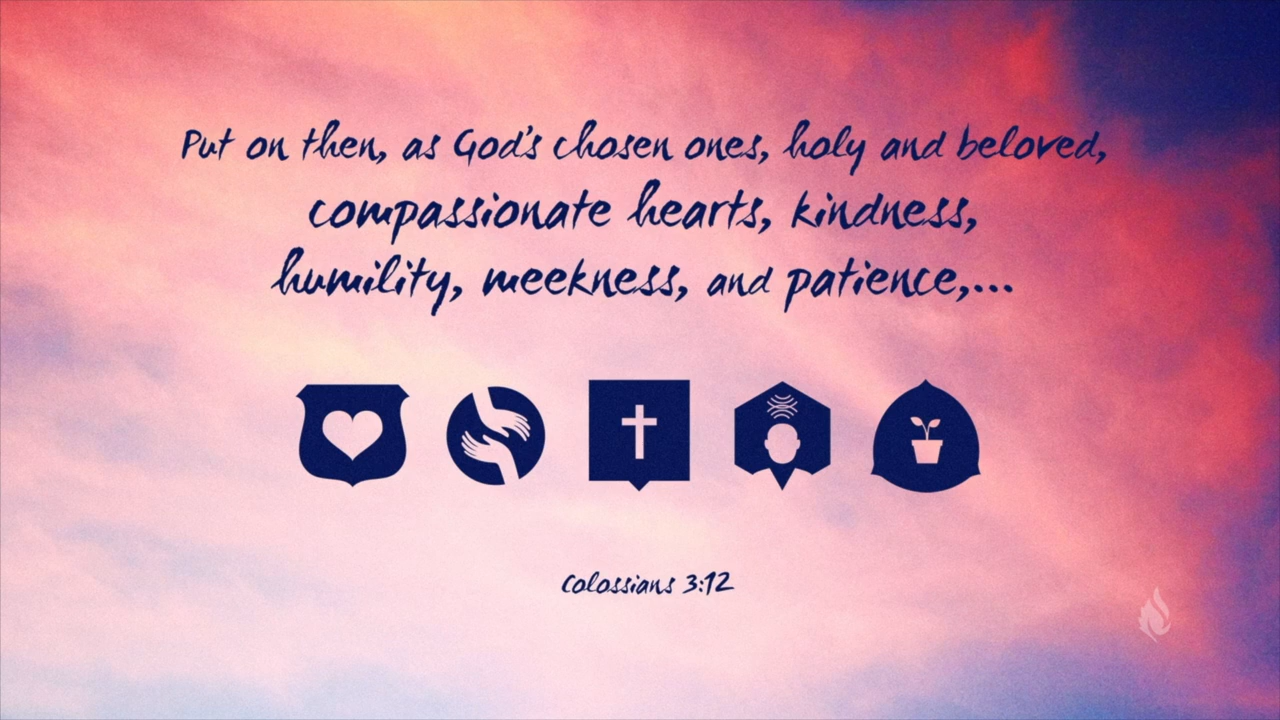 Put on then, as God's chosen ones, holy and beloved,
compassionate hearts, kindness,
humility, meekness, and patience,...
Colossians 3:12